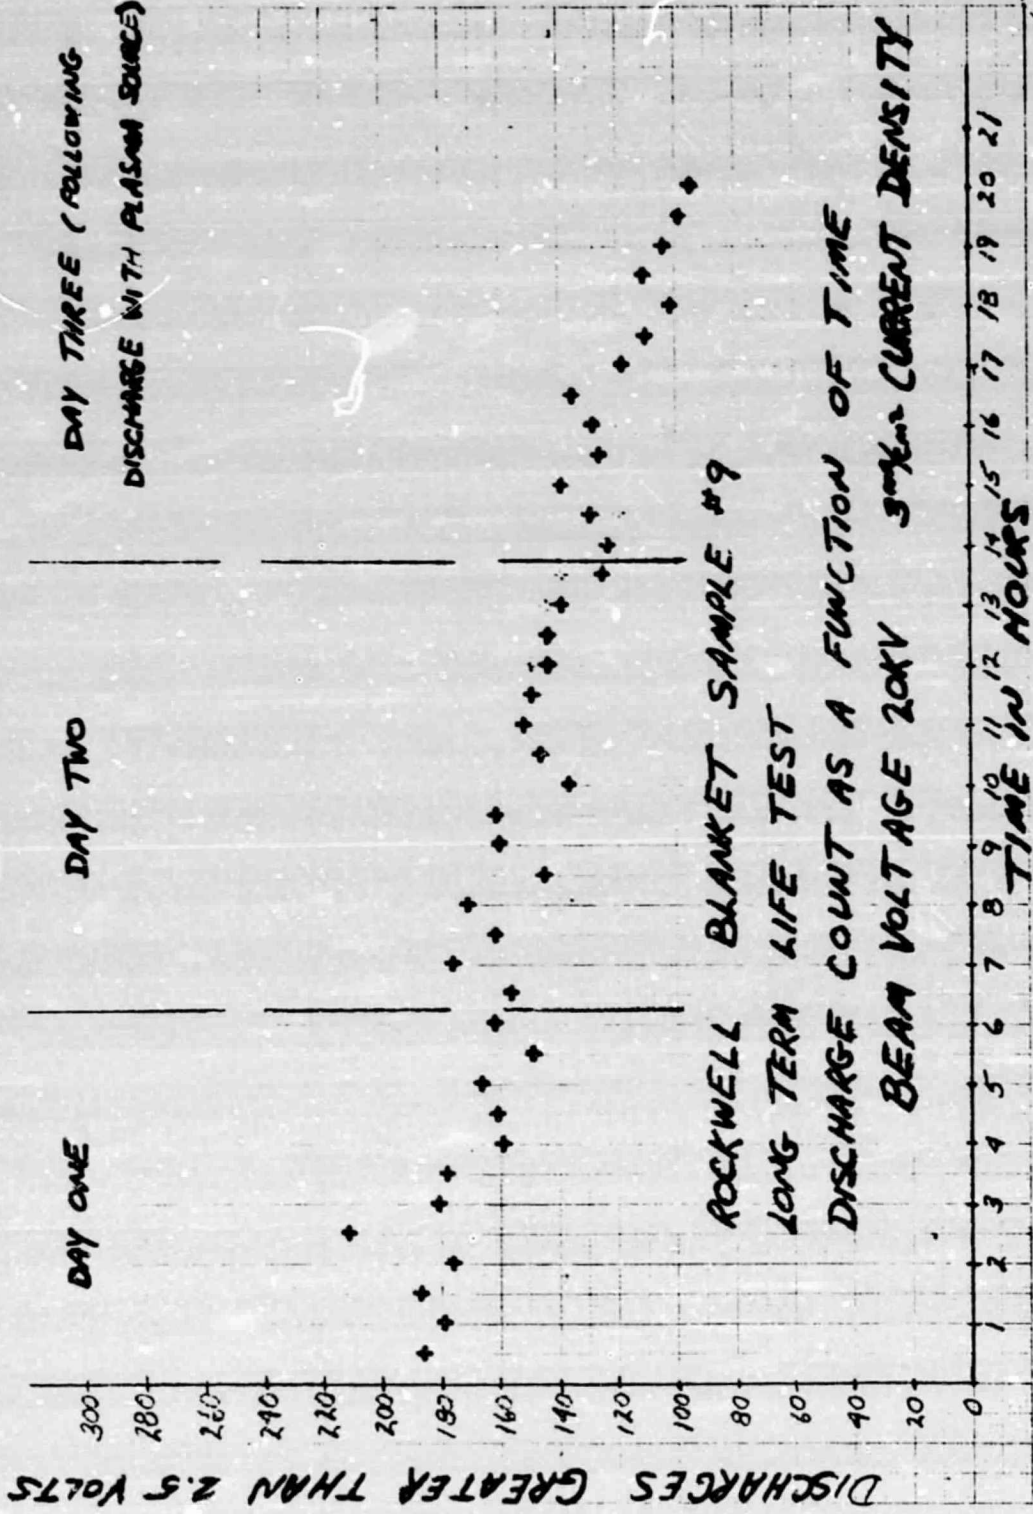 DAY ONE
DAY TWO
DAY THREE (FOLLOWING
DISCHARGE WITH PLASMA SOURCE)
DISCHARGES GREATER THAN 2.5 VOLTS
300
280
260
240
220
200
180
160
140
120
100
80
60
40
20
0
ROCKWELL BLANKET SAMPLE #9
LONG TERM LIFE TEST
DISCHARGE COUNT AS A FUNCTION OF TIME
BEAM VOLTAGE 20KV CURRENT DENSITY
1 2 3 4 5 6 7 8 9 10 11 12 13 14 15 16 17 18 19 20 21
TIME IN HOURS